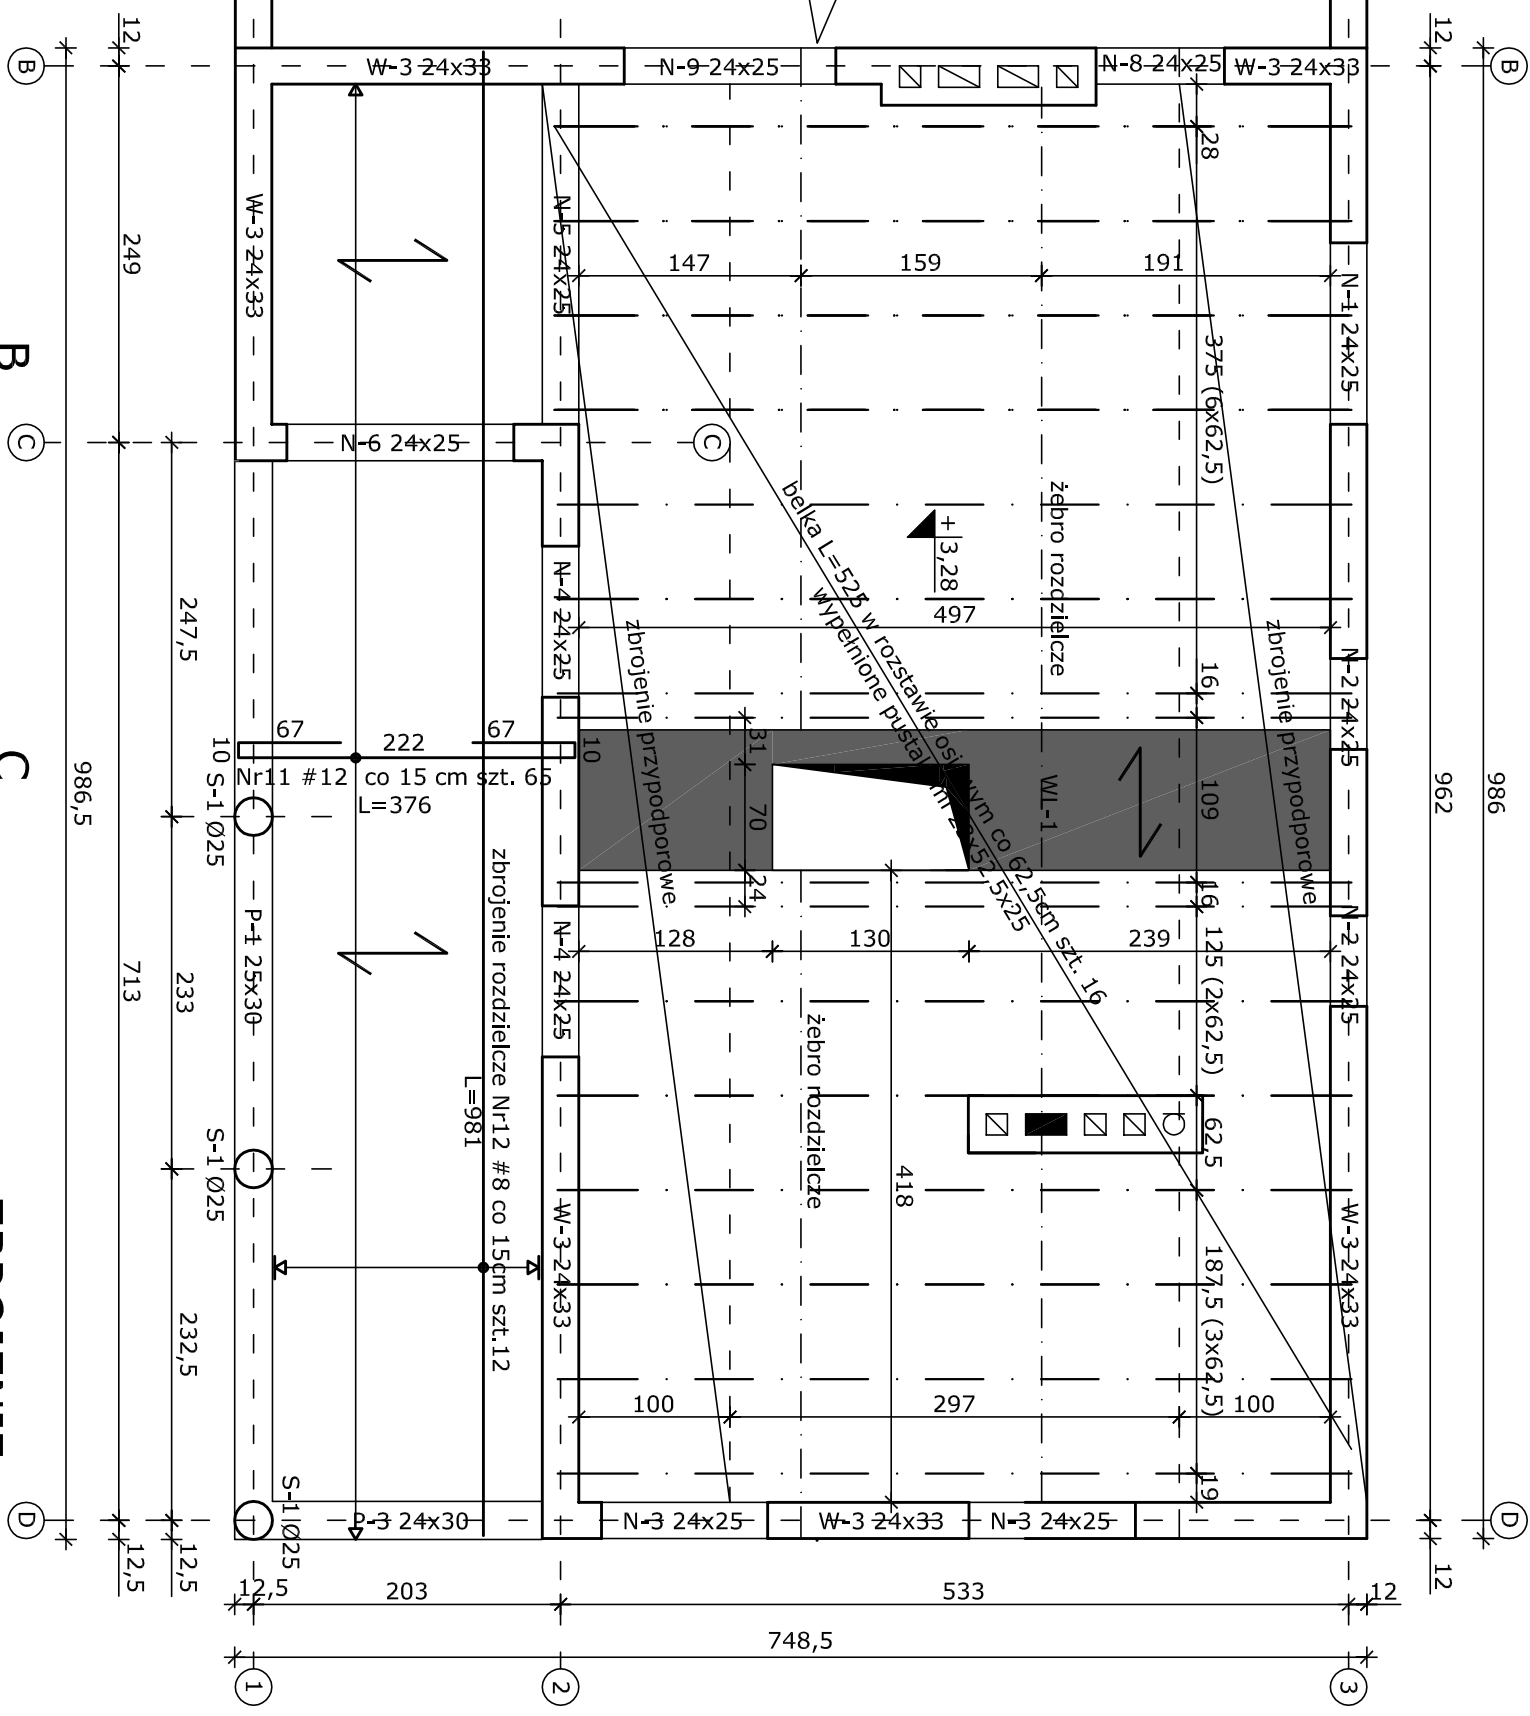 12
12
B
W-3 24x33
N-9 24x25
N-8 24x25
W-3 24x33
B
28
W-3 24x33
N-5 24x25
249
147
159
191
N-1 24x25
375 (6x62,5)
B
C
N-6 24x25
C
żebro rozdzielcze
belka L=525 w rozstawie osiowym co 62,5cm szt. 16
+3,28
N-4 24x25
247,5
497
zbrojenie przypodporowe
zbrojenie przypodporowe
N-2 24x25
16
67
222
67
10
10
31
C
986,5
Nr11 #12 co 15 cm szt. 65
L=376
S-1 Ø25
70
WL-1
109
962
986
zbrojenie rozdzielcze Nr12 #8 co 15cm szt.12
L=981
24
16
P-1 25x30
N-4 24x25
128
130
239
N-2 24x25
125 (2x62,5)
713
233
żebro rozdzielcze
S-1 Ø25
418
62,5
W-3 24x33
W-3 24x33
187,5 (3x62,5)
232,5
100
297
100
19
S-1 Ø25
D
P-3 24x30
N-3 24x25
W-3 24x33
N-3 24x25
D
12,5
12,5
12
12,5
203
533
12
748,5
1
2
3